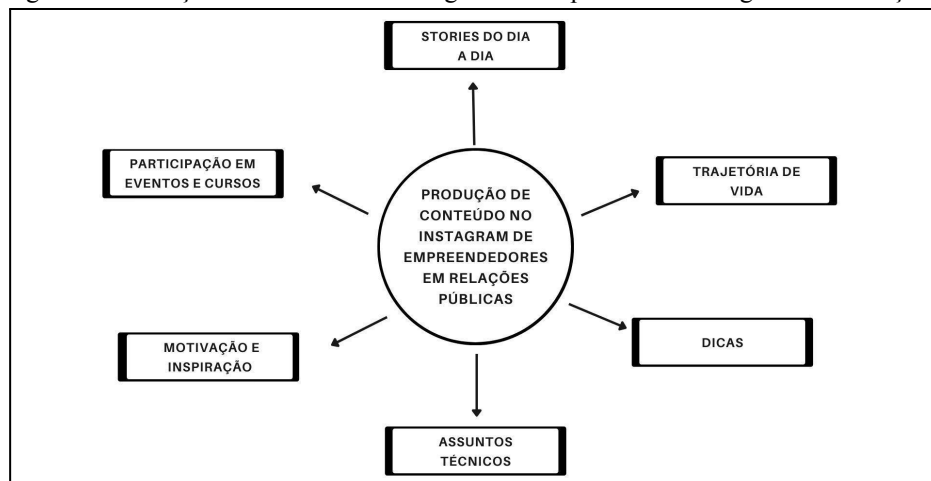 STORIES DO DIA
A DIA
PARTICIPAÇÃO EM
EVENTOS E CURSOS
TRAJETÓRIA DE
VIDA
PRODUÇÃO DE
CONTEÚDO NO
INSTAGRAM DE
EMPREENDEDORES
EM RELAÇÕES
PÚBLICAS
MOTIVAÇÃO E
INSPIRAÇÃO
DICAS
ASSUNTOS
TÉCNICOS